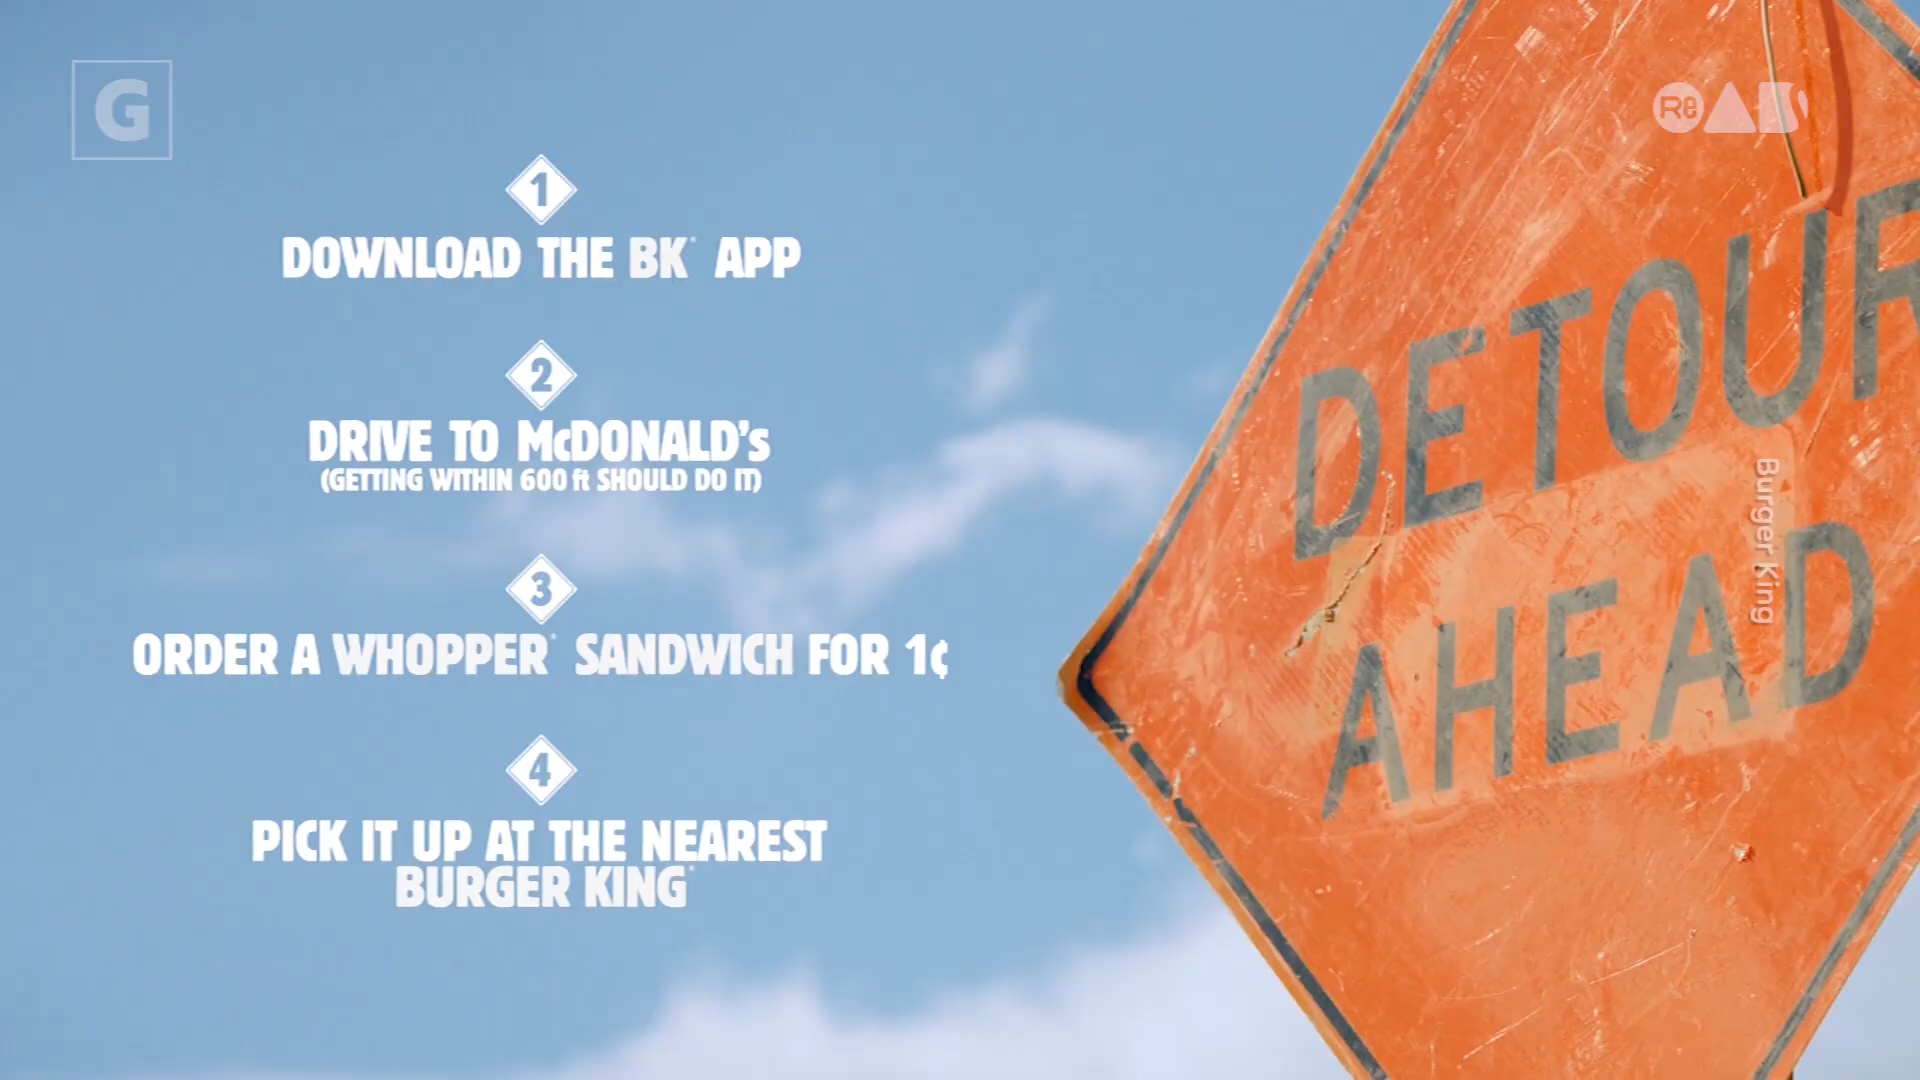 G
Re
1
DOWNLOAD THE BK® APP
2
DRIVE TO McDONALD's
(GETTING WITHIN 600 ft SHOULD DO IT)
3
ORDER A WHOPPER® SANDWICH FOR 1¢
4
PICK IT UP AT THE NEAREST
BURGER KING®
DETOUR
AHEAD
Burger King